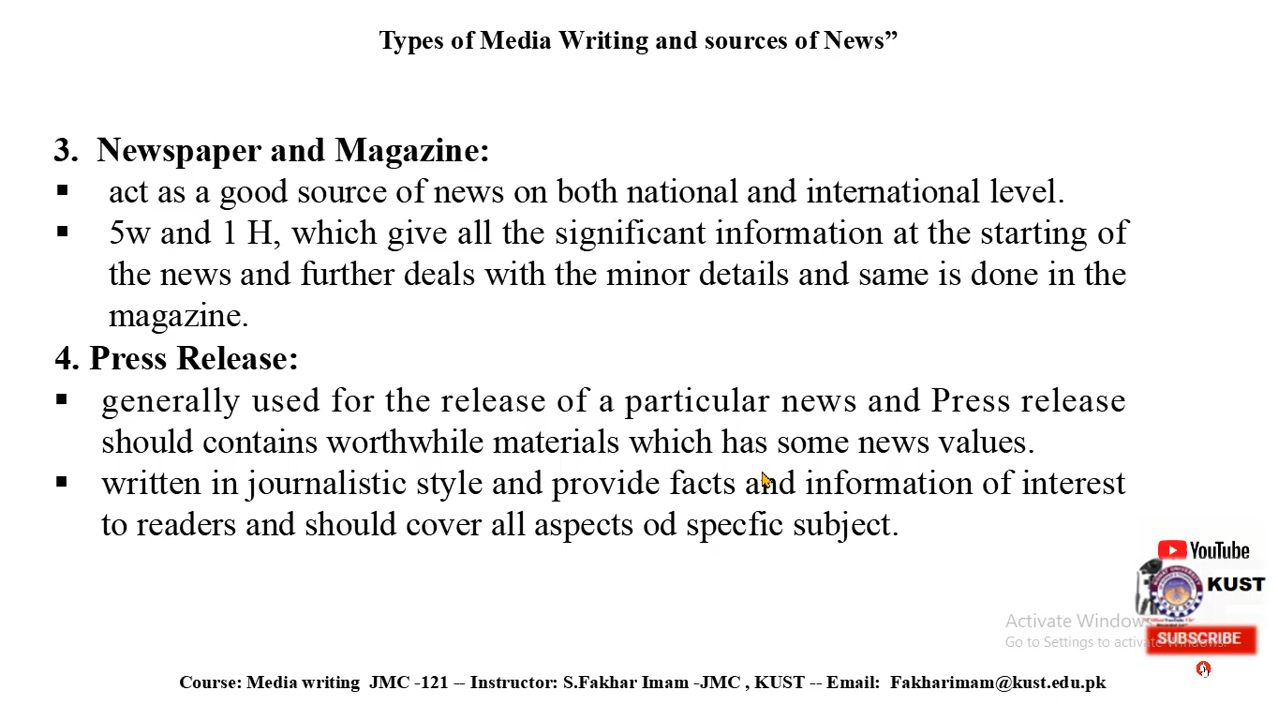 Types of Media Writing and sources of News”
3. Newspaper and Magazine:
▪ act as a good source of news on both national and international level.
▪ 5w and 1 H, which give all the significant information at the starting of
the news and further deals with the minor details and same is done in the
magazine.
4. Press Release:
▪ generally used for the release of a particular news and Press release
should contains worthwhile materials which has some news values.
▪ written in journalistic style and provide facts and information of interest
to readers and should cover all aspects od specfic subject.
YouTube
KUST
Activate Windows
Go to Settings to activate Windows.
SUBSCRIBE
Course: Media writing JMC -121 -- Instructor: S.Fakhar Imam -JMC , KUST -- Email: Fakharimam@kust.edu.pk